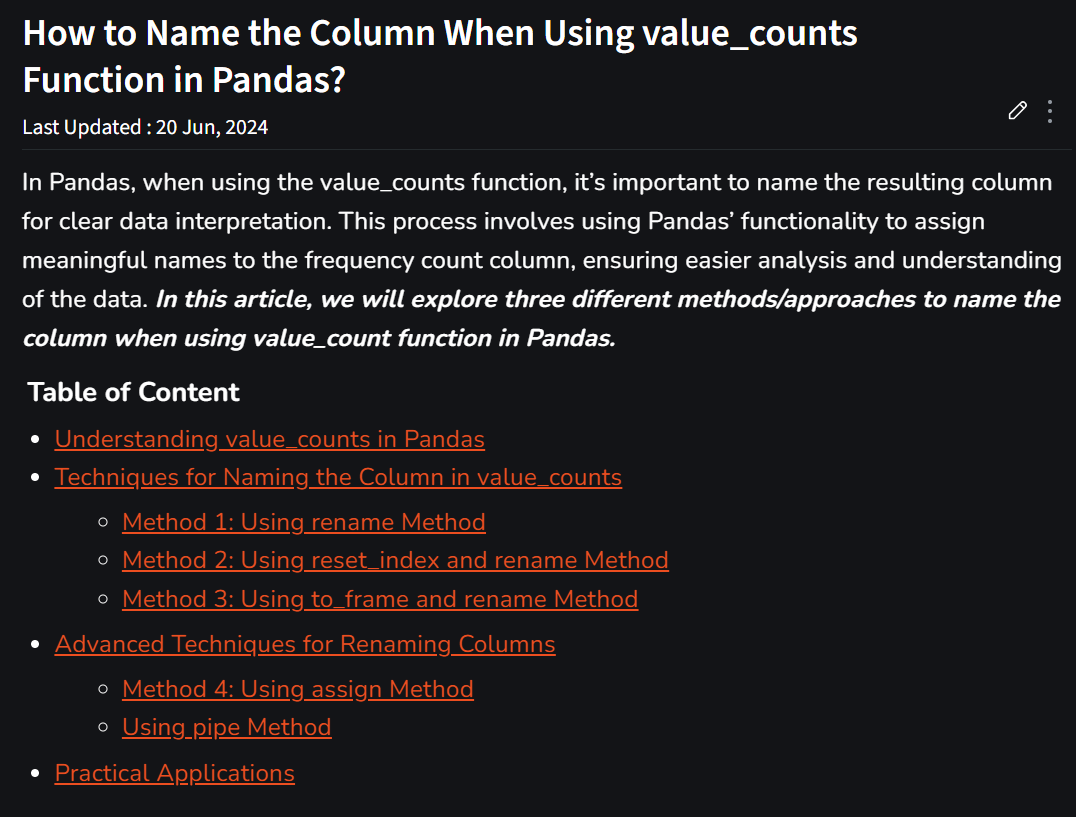 How to Name the Column When Using value_counts
Function in Pandas?
Last Updated : 20 Jun, 2024
In Pandas, when using the value_counts function, it’s important to name the resulting column
for clear data interpretation. This process involves using Pandas’ functionality to assign
meaningful names to the frequency count column, ensuring easier analysis and understanding
of the data. In this article, we will explore three different methods/approaches to name the
column when using value_count function in Pandas.
Table of Content
Understanding value_counts in Pandas
Techniques for Naming the Column in value_counts
Method 1: Using rename Method
Method 2: Using reset_index and rename Method
Method 3: Using to_frame and rename Method
Advanced Techniques for Renaming Columns
Method 4: Using assign Method
Using pipe Method
Practical Applications